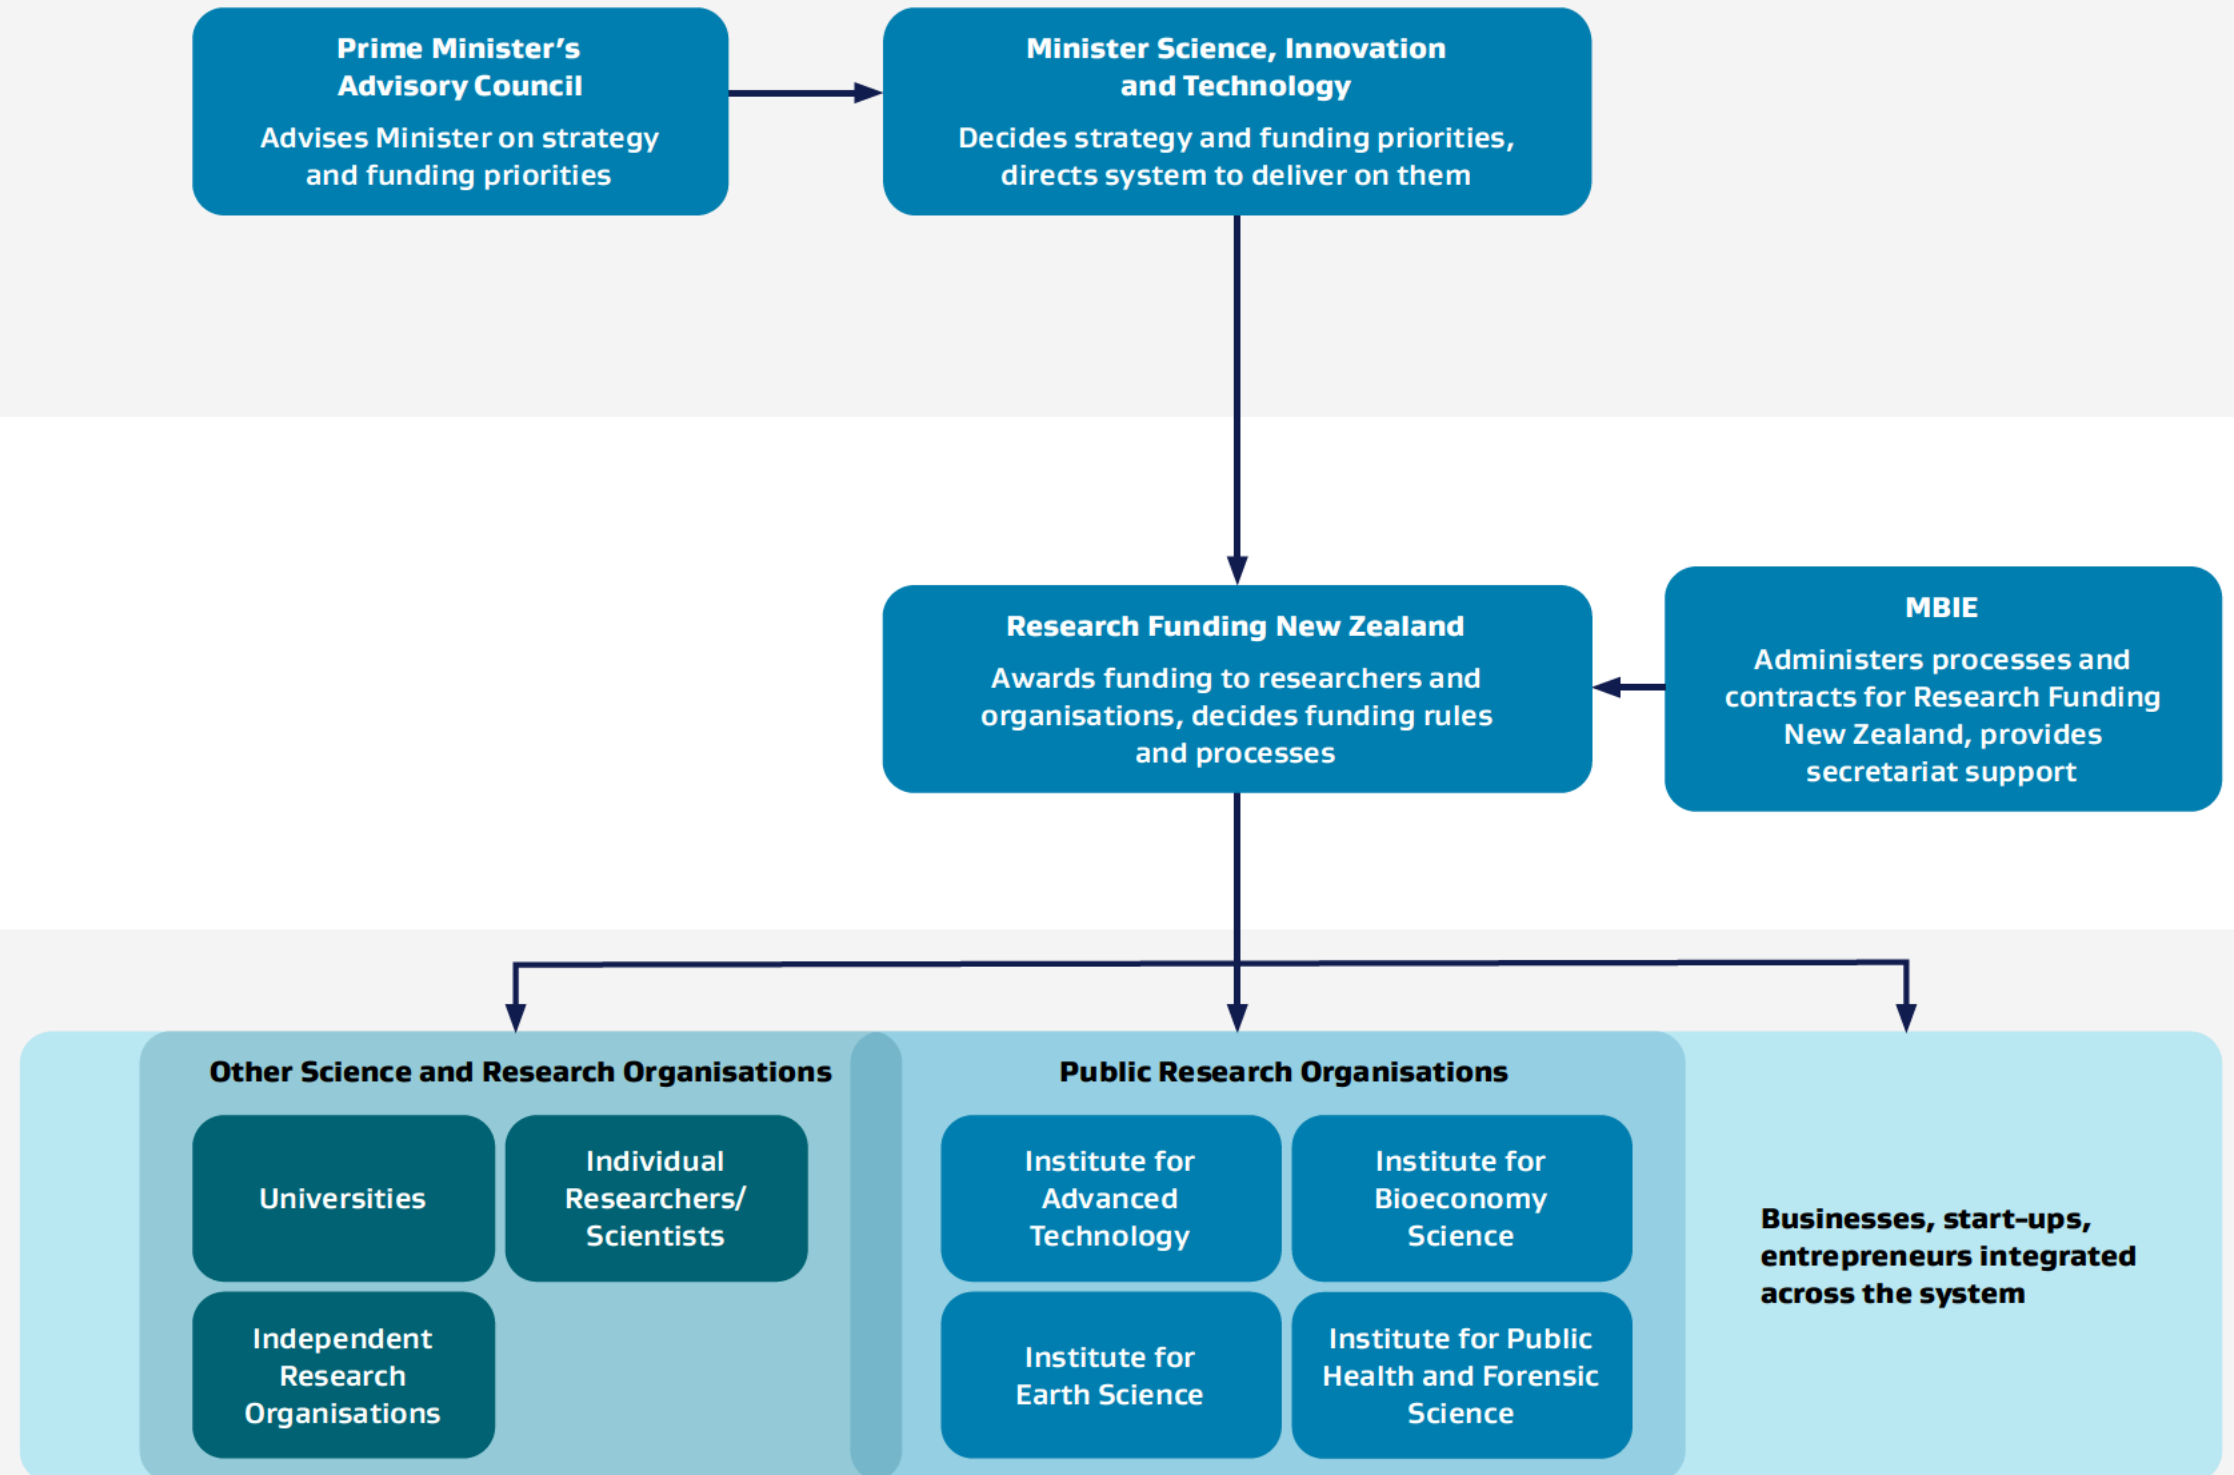 Prime Minister’s
Advisory Council
Advises Minister on strategy
and funding priorities
Minister Science, Innovation
and Technology
Decides strategy and funding priorities,
directs system to deliver on them
Research Funding New Zealand
Awards funding to researchers and
organisations, decides funding rules
and processes
MBIE
Administers processes and
contracts for Research Funding
New Zealand, provides
secretariat support
Other Science and Research Organisations
Universities
Individual
Researchers/
Scientists
Independent
Research
Organisations
Public Research Organisations
Institute for
Advanced
Technology
Institute for
Bioeconomy
Science
Institute for
Earth Science
Institute for Public
Health and Forensic
Science
Businesses, start-ups,
entrepreneurs integrated
across the system